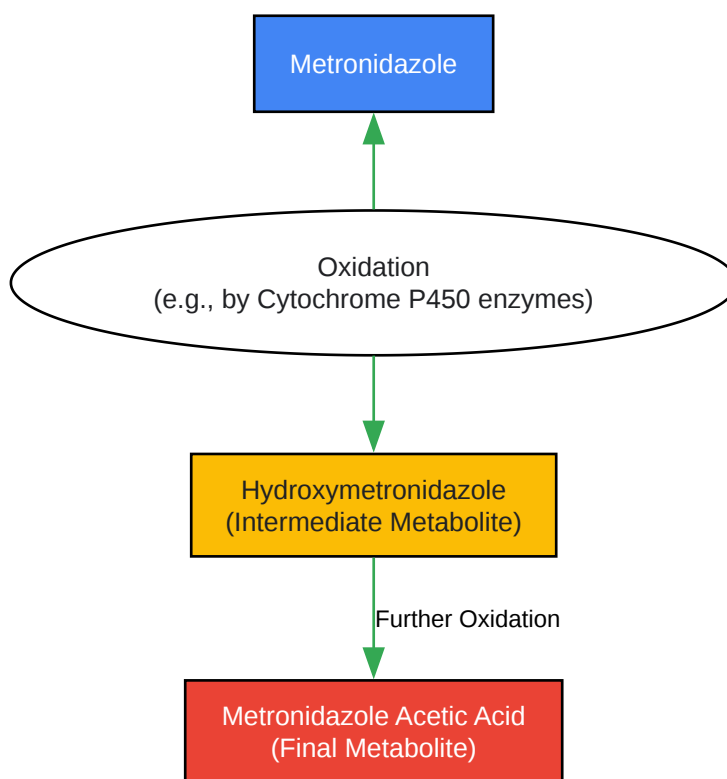 Metronidazole
Oxidation
(e.g., by Cytochrome P450 enzymes)
Hydroxymetronidazole
(Intermediate Metabolite)
Further Oxidation
Metronidazole Acetic Acid
(Final Metabolite)